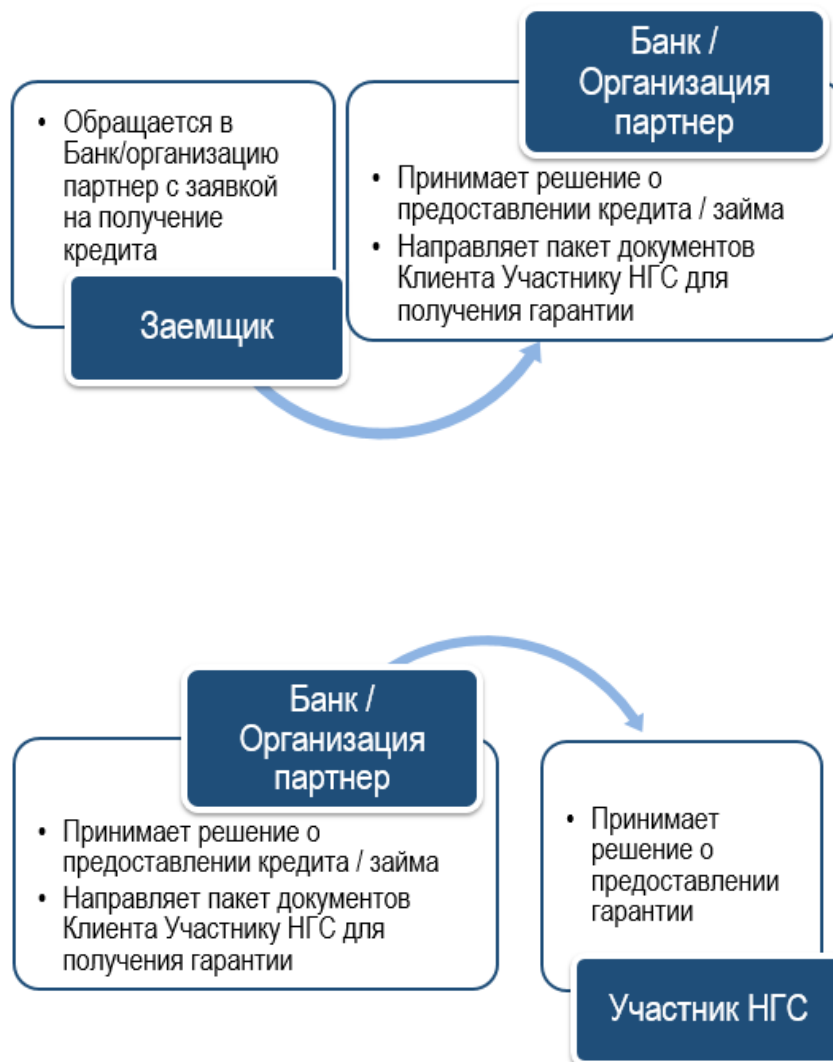 Банк /
Организация
партнер
• Обращается в
Банк/организацию
партнер с заявкой
на получение
кредита
Заемщик
• Принимает решение о
предоставлении кредита / займа
• Направляет пакет документов
Клиента Участнику НГС для
получения гарантии
Банк /
Организация
партнер
• Принимает решение о
предоставлении кредита / займа
• Направляет пакет документов
Клиента Участнику НГС для
получения гарантии
• Принимает
решение о
предоставлении
гарантии
Участник НГС